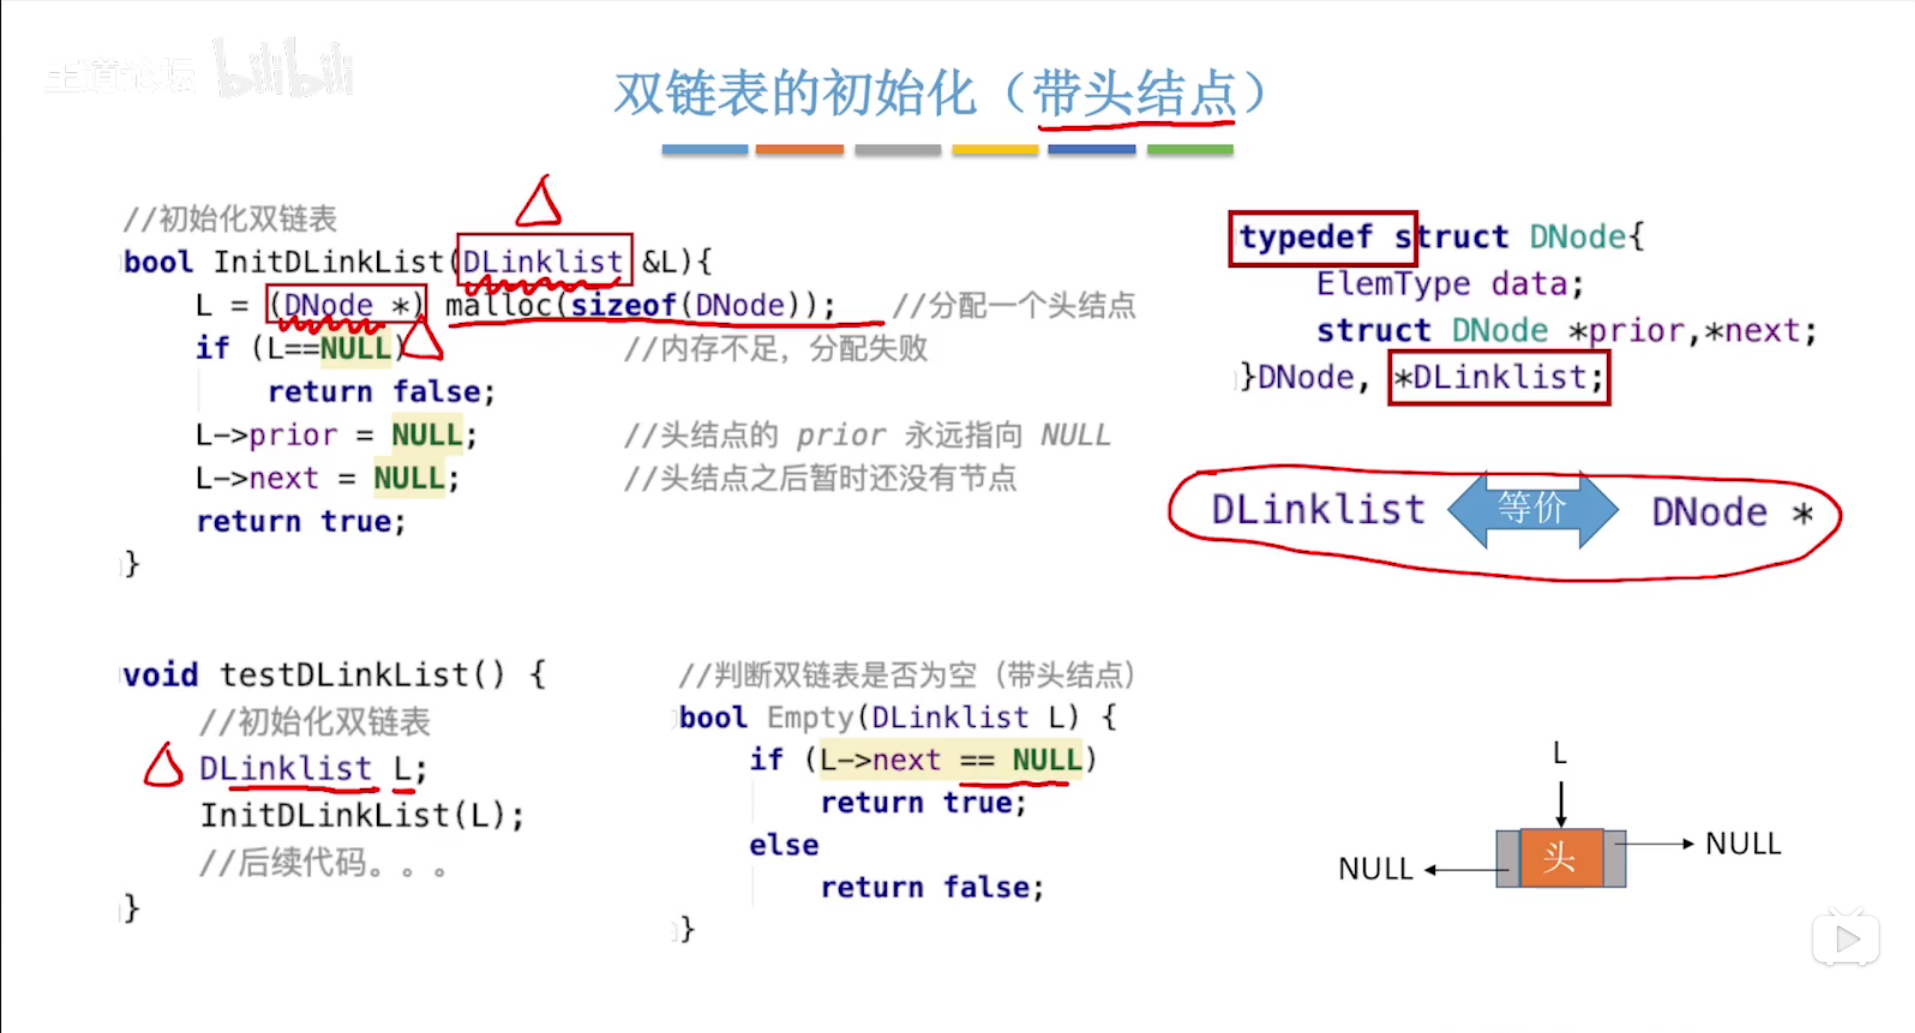 王道论坛 bilibili
双链表的初始化（带头结点）
//初始化双链表
bool InitDLinkList(DLinklist &L){
L = (DNode *) malloc(sizeof(DNode)); //分配一个头结点
if (L==NULL) //内存不足，分配失败
return false;
L->prior = NULL; //头结点的 prior 永远指向 NULL
L->next = NULL; //头结点之后暂时还没有节点
return true;
}
typedef struct DNode{
ElemType data;
struct DNode *prior,*next;
}DNode, *DLinklist;
DLinklist 等价 DNode *
void testDLinkList() {
//初始化双链表
DLinklist L;
InitDLinkList(L);
//后续代码。。。
}
//判断双链表是否为空（带头结点）
bool Empty(DLinklist L) {
if (L->next == NULL)
return true;
else
return false;
}
L
NULL 头 NULL